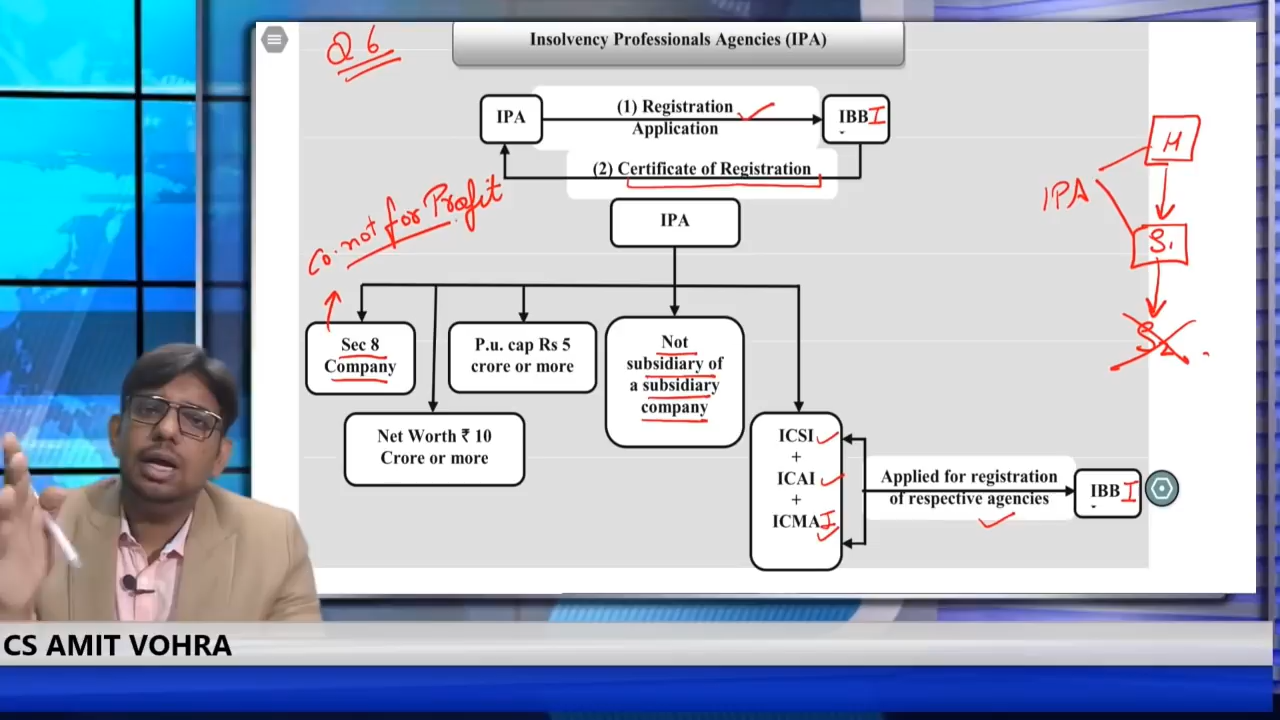 Q 6
Insolvency Professionals Agencies (IPA)
IPA
(1) Registration
Application
IBBI
(2) Certificate of Registration
IPA
Co. not for Profit
Sec 8
Company
P.u. cap Rs 5
crore or more
Not
subsidiary of
a subsidiary
company
Net Worth ₹ 10
Crore or more
ICSI
+
ICAI
+
ICMAI
Applied for registration
of respective agencies
IBBI
H
IPA
S1
S2
CS AMIT VOHRA